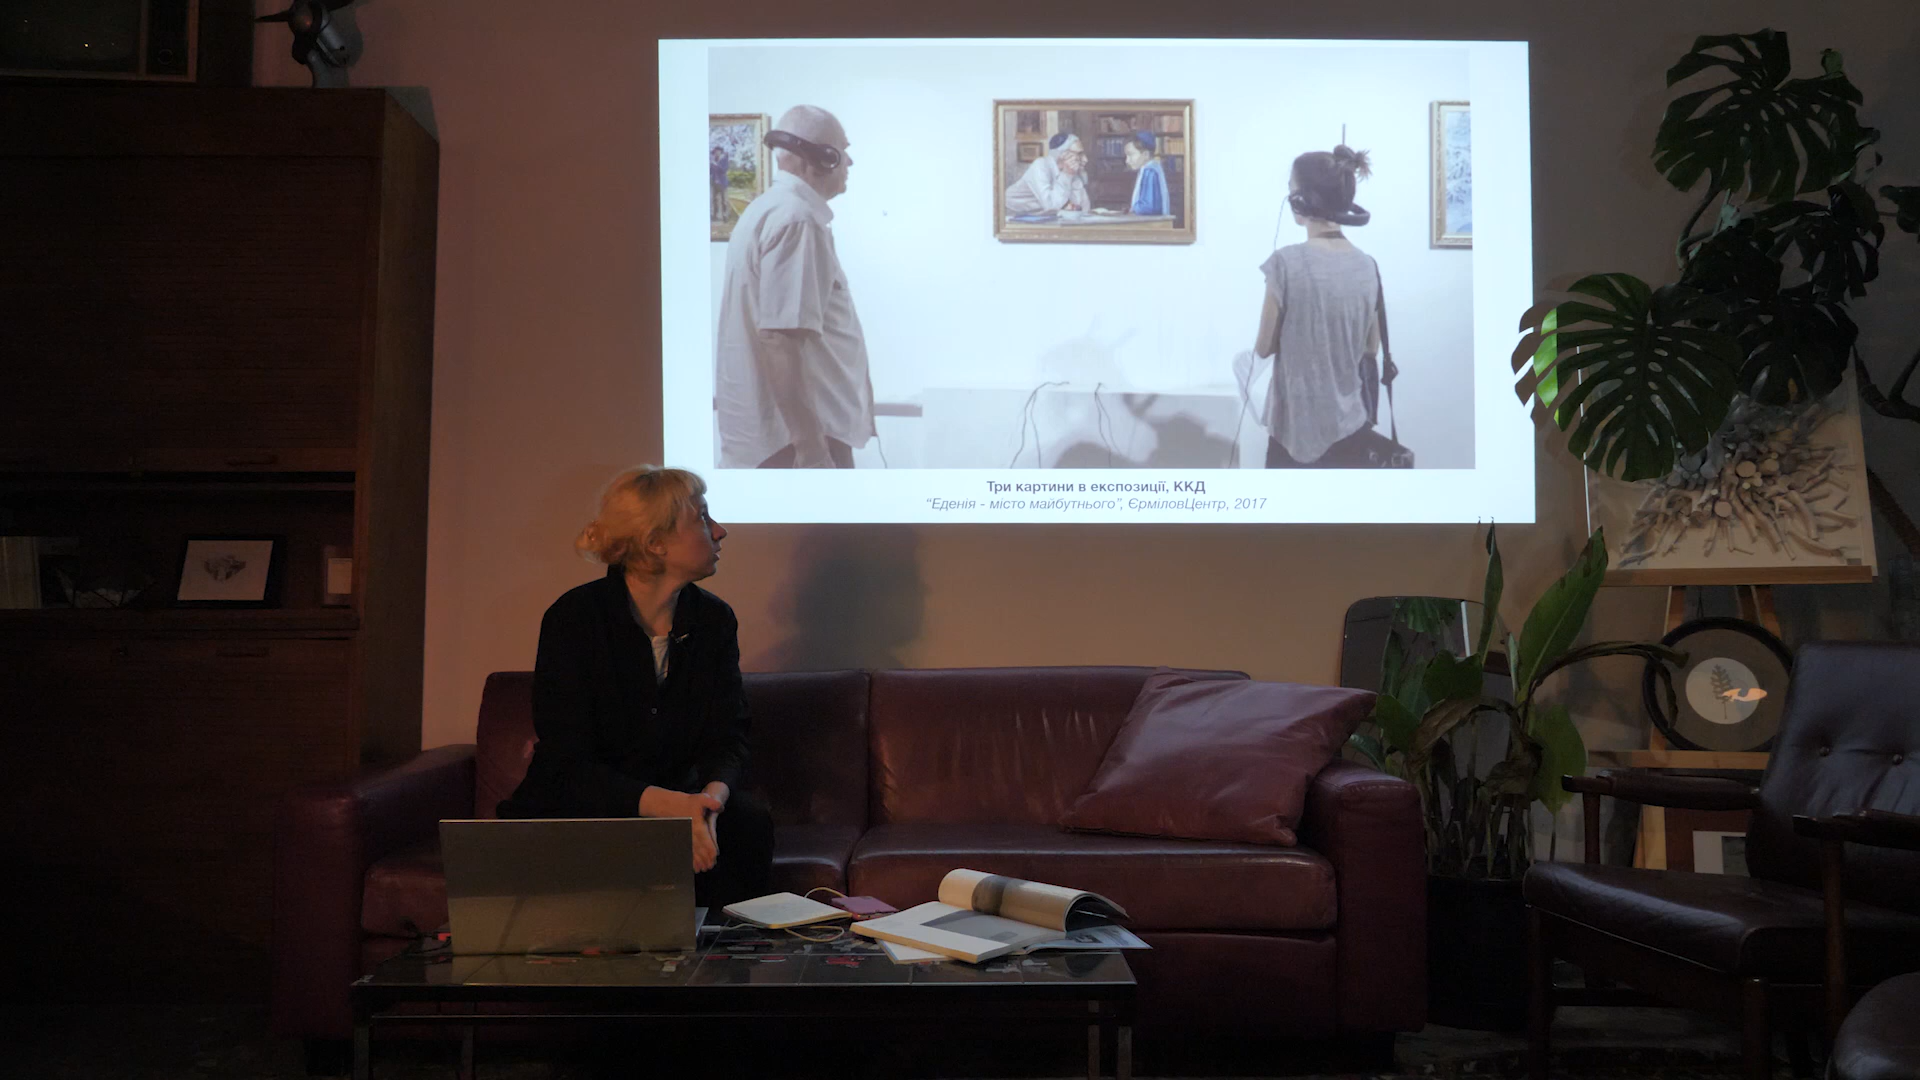 Три картини в експозиції, ККД
“Еденія - місто майбутнього”, ЄрміловЦентр, 2017